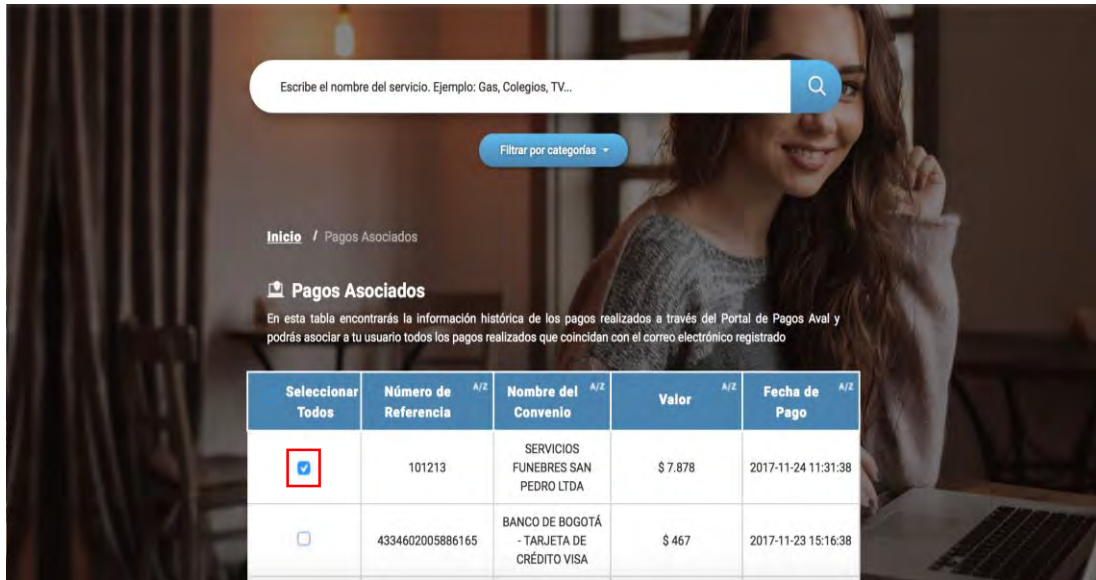 Escribe el nombre del servicio. Ejemplo: Gas, Colegios, TV...
Filtrar por categorías
Inicio / Pagos Asociados
Pagos Asociados
En esta tabla encontrarás la información histórica de los pagos realizados a través del Portal de Pagos Aval y
podrás asociar a tu usuario todos los pagos realizados que coincidan con el correo electrónico registrado
Seleccionar
Todos
Número de A/Z
Referencia
Nombre del A/Z
Convenio
Valor A/Z
Fecha de A/Z
Pago
101213
SERVICIOS
FUNEBRES SAN
PEDRO LTDA
$ 7.878
2017-11-24 11:31:38
4334602005886165
BANCO DE BOGOTÁ
- TARJETA DE
CRÉDITO VISA
$ 467
2017-11-23 15:16:38